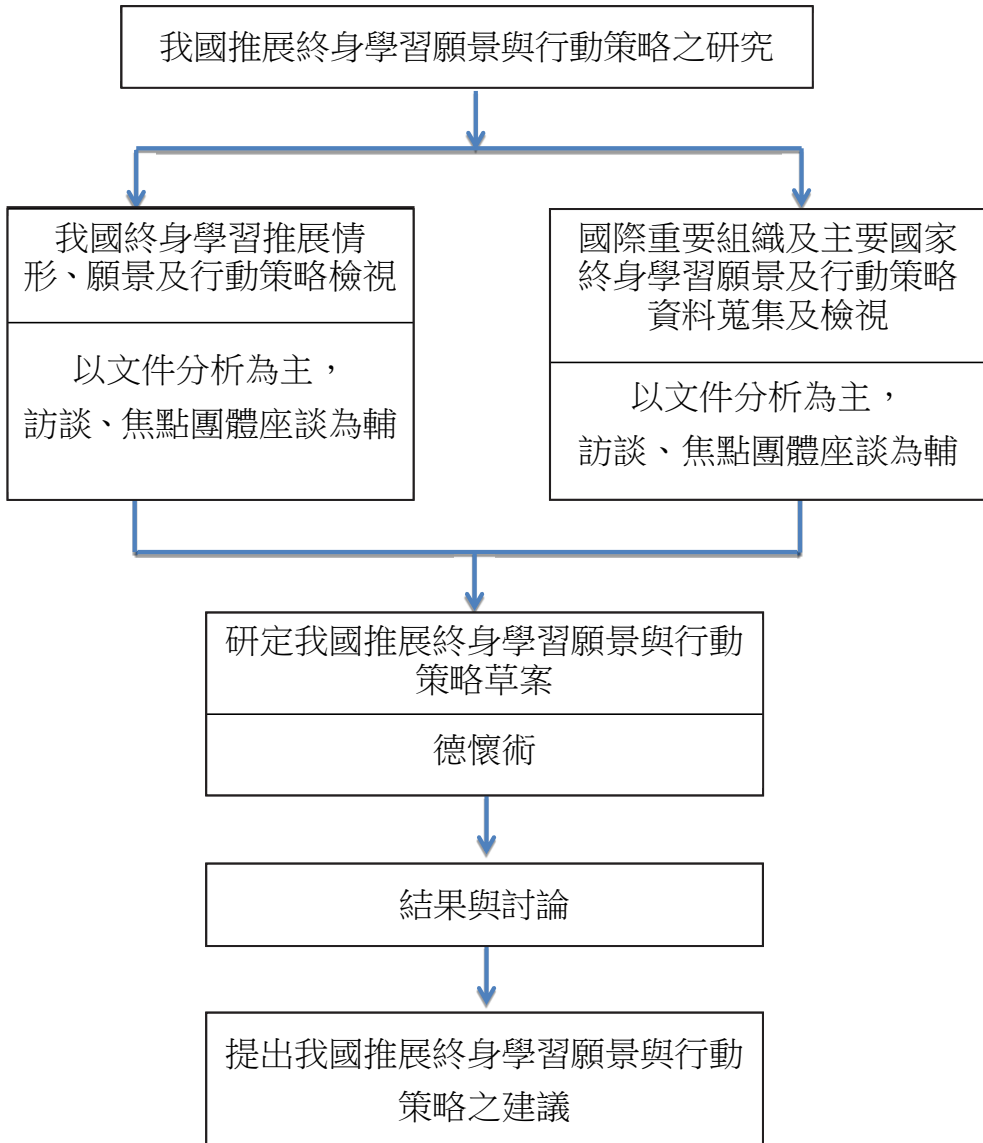 我國推展終身學習願景與行動策略之研究
我國終身學習推展情
形、願景及行動策略檢視
以文件分析為主，
訪談、焦點團體座談為輔
國際重要組織及主要國家
終身學習願景及行動策略
資料蒐集及檢視
以文件分析為主，
訪談、焦點團體座談為輔
研定我國推展終身學習願景與行動
策略草案
德懷術
結果與討論
提出我國推展終身學習願景與行動
策略之建議